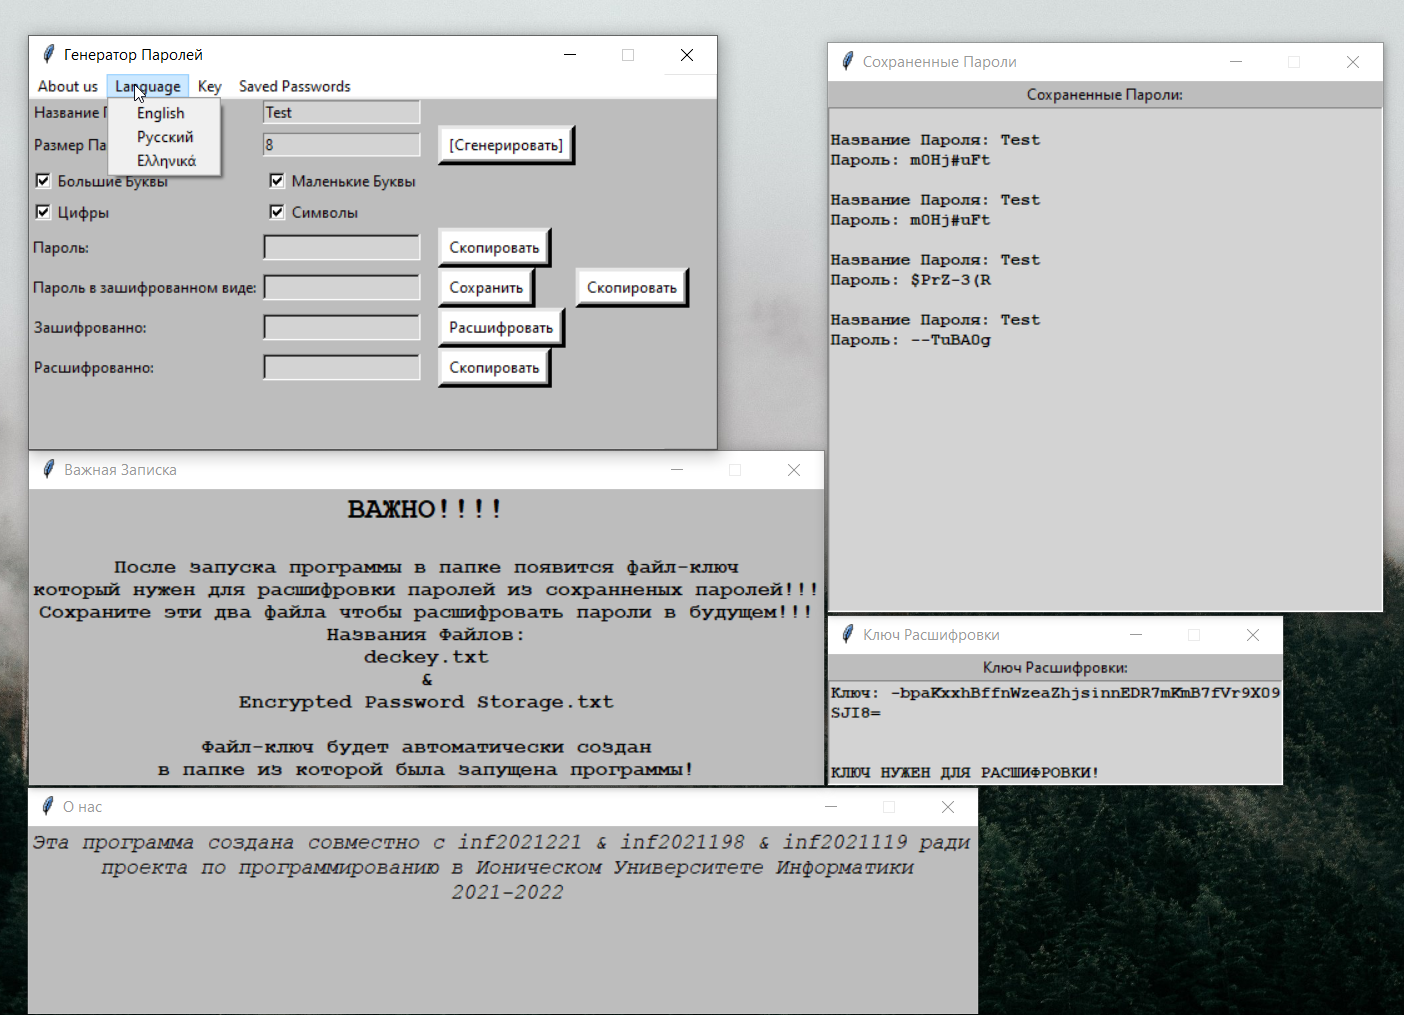 Генератор Паролей
About us Language Key Saved Passwords
English
Русский
Ελληνικά
Название
Test
Размер Па
8
[Сгенерировать]
Большие Буквы
Маленькие Буквы
Цифры
Символы
Пароль:
Скопировать
Пароль в зашифрованном виде:
Сохранить
Скопировать
Зашифрованно:
Расшифровать
Расшифрованно:
Скопировать
Важная Записка
ВАЖНО!!!!
После запуска программы в папке появится файл-ключ
который нужен для расшифровки паролей из сохранненых паролей!!!
Сохраните эти два файла чтобы расшифровать пароли в будущем!!!
Названия Файлов:
deckey.txt
&
Encrypted Password Storage.txt
Файл-ключ будет автоматически создан
в папке из которой была запущена программы!
О нас
Эта программа создана совместно с inf2021221 & inf2021198 & inf2021119 ради
проекта по программированию в Ионическом Университете Информатики
2021-2022
Сохраненные Пароли
Сохраненные Пароли:
Название Пароля: Test
Пароль: m0Hj#uFt
Название Пароля: Test
Пароль: m0Hj#uFt
Название Пароля: Test
Пароль: $PrZ-3(R
Название Пароля: Test
Пароль: --TuBA0g
Ключ Расшифровки
Ключ Расшифровки:
Ключ: -bpaKxxhBffnWzeaZhjsinnEDR7mKmB7fVr9X09
SJI8=
КЛЮЧ НУЖЕН ДЛЯ РАСШИФРОВКИ!